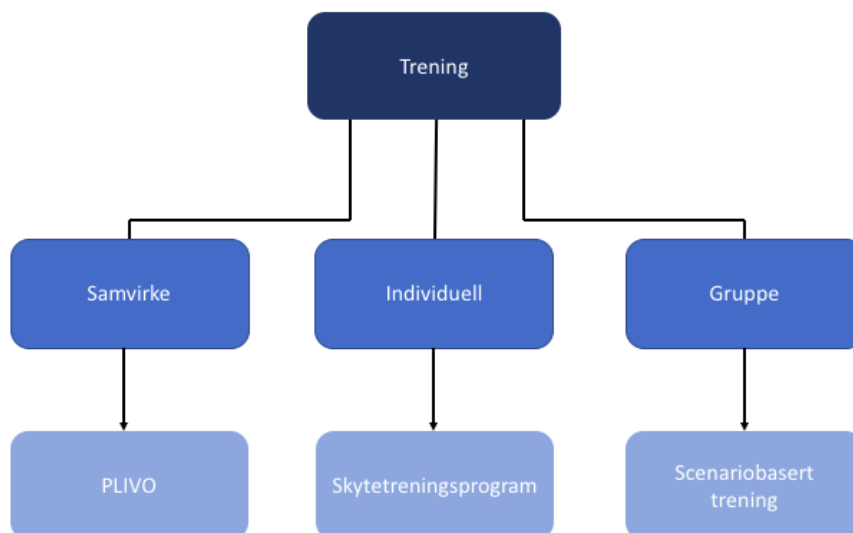 Trening
Samvirke
Individuell
Gruppe
PLIVO
Skytetreningsprogram
Scenariobasert
trening